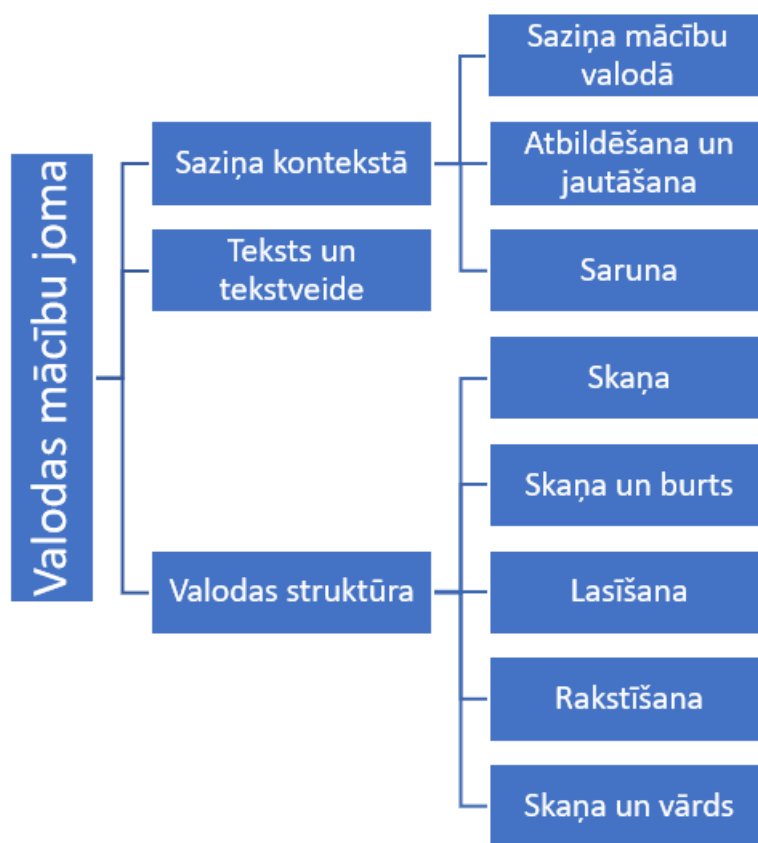 Valodas mācību joma
Saziņa kontekstā
Saziņa mācību
valodā
Atbildēšana un
jautāšana
Saruna
Teksts un
tekstveide
Valodas struktūra
Skaņa
Skaņa un burts
Lasīšana
Rakstīšana
Skaņa un vārds